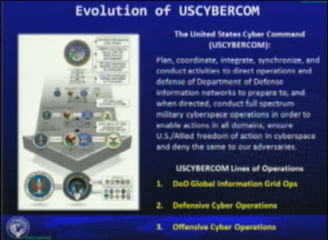 Evolution of USCYBERCOM
The United States Cyber Command
(USCYBERCOM):
Plan, coordinate, integrate, synchronize, and
conduct activities to direct operations and
defense of Department of Defense
information networks to prepare to, and
when directed, conduct full spectrum
military cyberspace operations in order to
enable actions in all domains, ensure
U.S./Allied freedom of action in cyberspace
and deny the same to our adversaries.
USCYBERCOM Lines of Operations
1. DoD Global Information Grid Ops
2. Defensive Cyber Operations
3. Offensive Cyber Operations